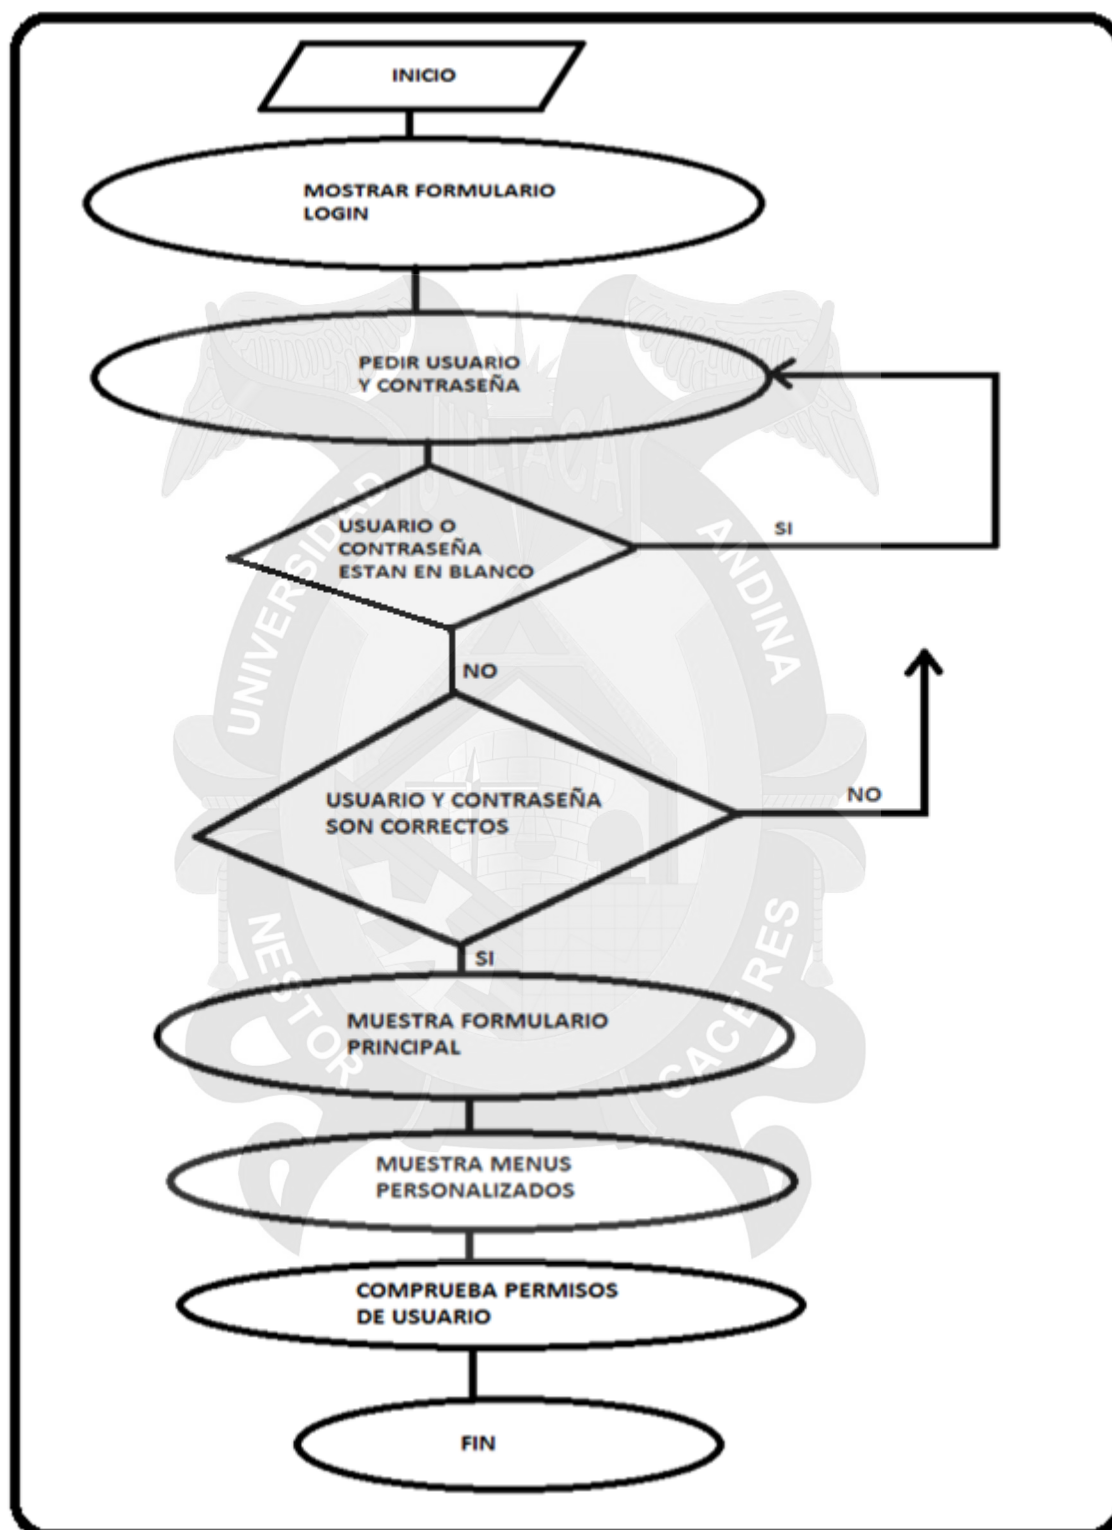 INICIO
MOSTRAR FORMULARIO
LOGIN
PEDIR USUARIO
Y CONTRASEÑA
USUARIO O
CONTRASEÑA
ESTAN EN BLANCO
SI
NO
USUARIO Y CONTRASEÑA
SON CORRECTOS
NO
SI
MUESTRA FORMULARIO
PRINCIPAL
MUESTRA MENUS
PERSONALIZADOS
COMPRUEBA PERMISOS
DE USUARIO
FIN
UNIVERSIDAD
ANDINA
NESTOR
CACERES
JULIACA